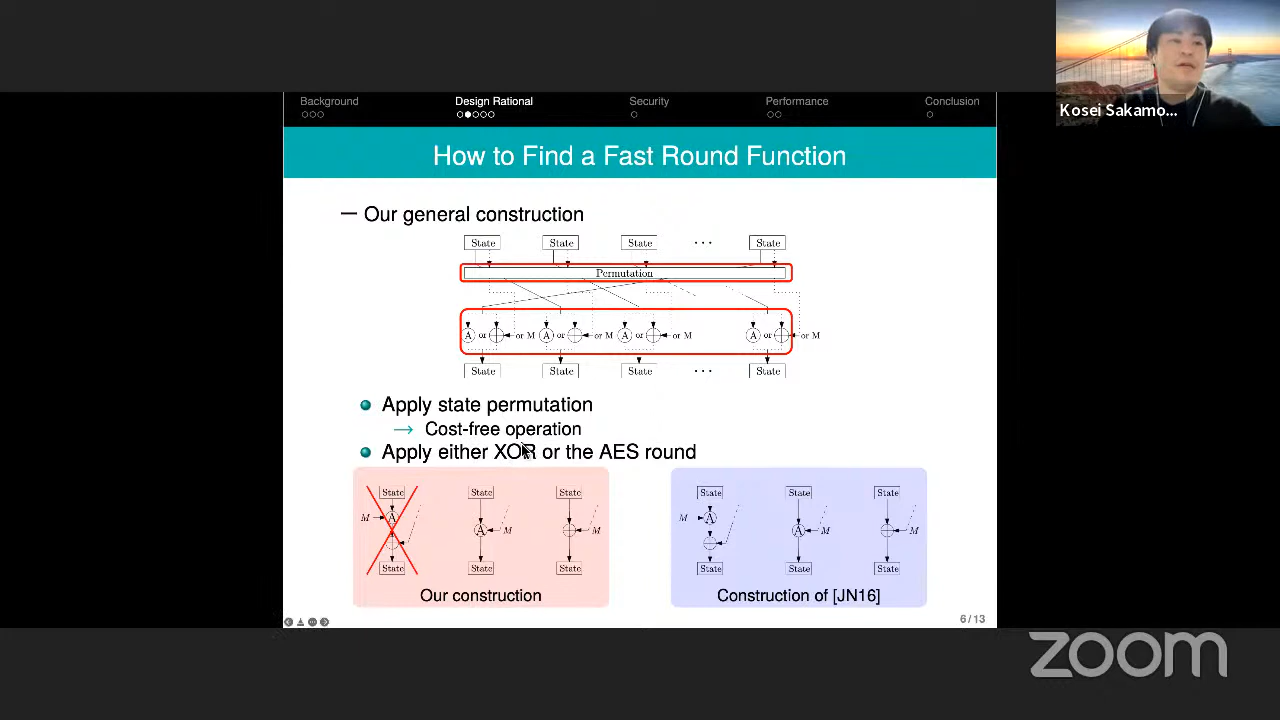 Kosei Sakamo...
Background Design Rational Security Performance Conclusion
How to Find a Fast Round Function
Our general construction
State State State ... State
Permutation
A or or M A or or M A or or M A or or M
State State State ... State
Apply state permutation
→ Cost-free operation
Apply either XOR or the AES round
State State State
M A A M M
State State State
Our construction
State State State
M A A M M
State State State
Construction of [JN16]
6 / 13
zoom